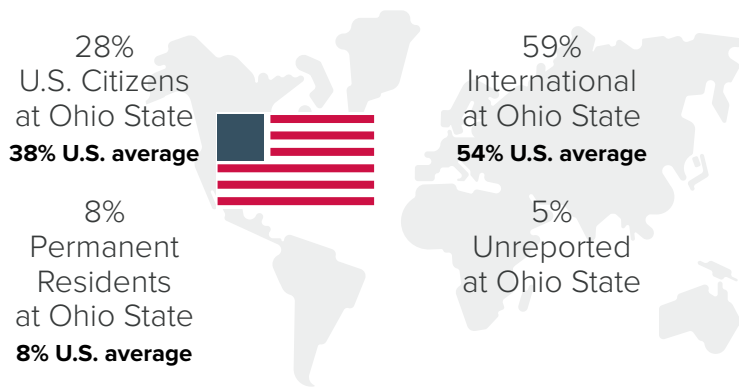 28%
U.S. Citizens
at Ohio State
38% U.S. average
8%
Permanent
Residents
at Ohio State
8% U.S. average
59%
International
at Ohio State
54% U.S. average
5%
Unreported
at Ohio State